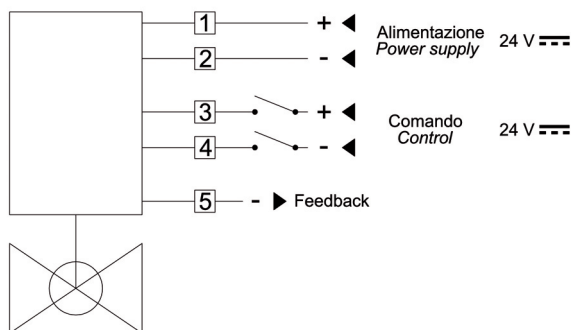 1 + Alimentazione
Power supply 24 V
2 -
3 + Comando
Control 24 V
4 -
5 - Feedback